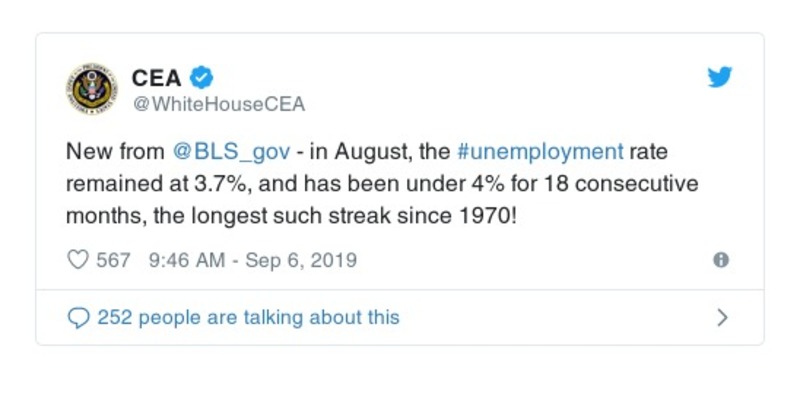 CEA
@WhiteHouseCEA
New from @BLS_gov - in August, the #unemployment rate
remained at 3.7%, and has been under 4% for 18 consecutive
months, the longest such streak since 1970!
567 9:46 AM - Sep 6, 2019
252 people are talking about this